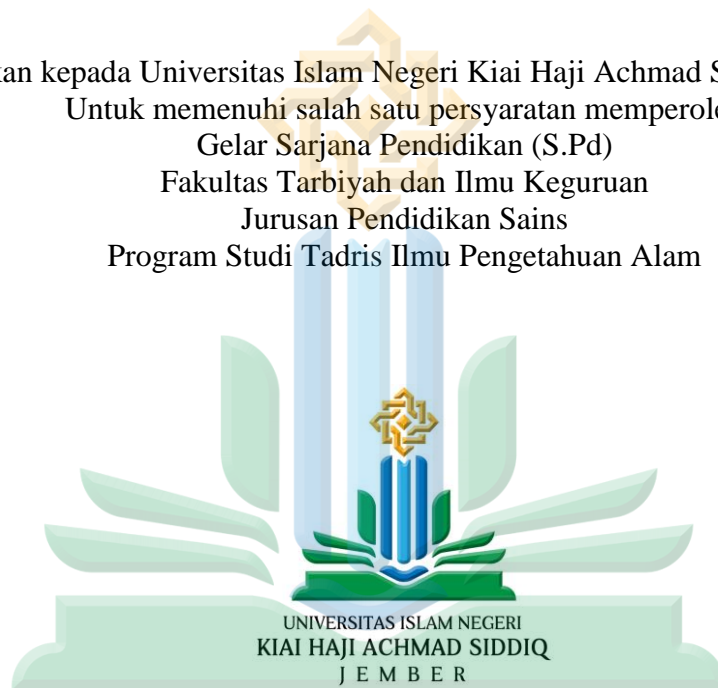 kepada Universitas Islam Negeri Kiai Haji Achmad
Untuk memenuhi salah satu persyaratan
Gelar Sarjana Pendidikan (S.Pd)
Fakultas Tarbiyah dan Ilmu Keguruan
Jurusan Pendidikan Sains
Program Studi Tadris Ilmu Pengetahuan Alam
UNIVERSITAS ISLAM NEGERI
KIAI HAJI ACHMAD SIDDIQ
JEMBER